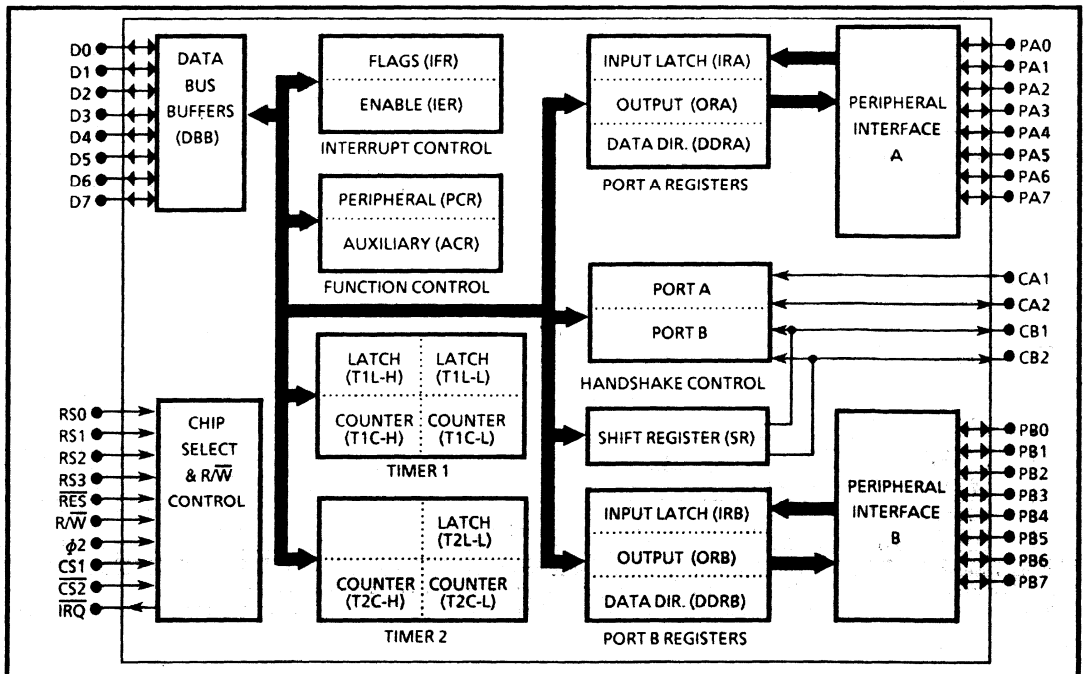 D0
D1
D2
D3
D4
D5
D6
D7
DATA
BUS
BUFFERS
(DBB)
FLAGS (IFR)
ENABLE (IER)
INTERRUPT CONTROL
PERIPHERAL (PCR)
AUXILIARY (ACR)
FUNCTION CONTROL
LATCH
(T1L-H)
LATCH
(T1L-L)
COUNTER
(T1C-H)
COUNTER
(T1C-L)
TIMER 1
LATCH
(T2L-L)
COUNTER
(T2C-H)
COUNTER
(T2C-L)
TIMER 2
RS0
RS1
RS2
RS3
R̅E̅S̅
R/W̅
ϕ2
CS1
C̅S̅2̅
I̅R̅Q̅
CHIP
SELECT
& R/W̅
CONTROL
INPUT LATCH (IRA)
OUTPUT (ORA)
DATA DIR. (DDRA)
PORT A REGISTERS
PERIPHERAL
INTERFACE
A
PA0
PA1
PA2
PA3
PA4
PA5
PA6
PA7
PORT A
PORT B
HANDSHAKE CONTROL
CA1
CA2
CB1
CB2
SHIFT REGISTER (SR)
INPUT LATCH (IRB)
OUTPUT (ORB)
DATA DIR. (DDRB)
PORT B REGISTERS
PERIPHERAL
INTERFACE
B
PB0
PB1
PB2
PB3
PB4
PB5
PB6
PB7